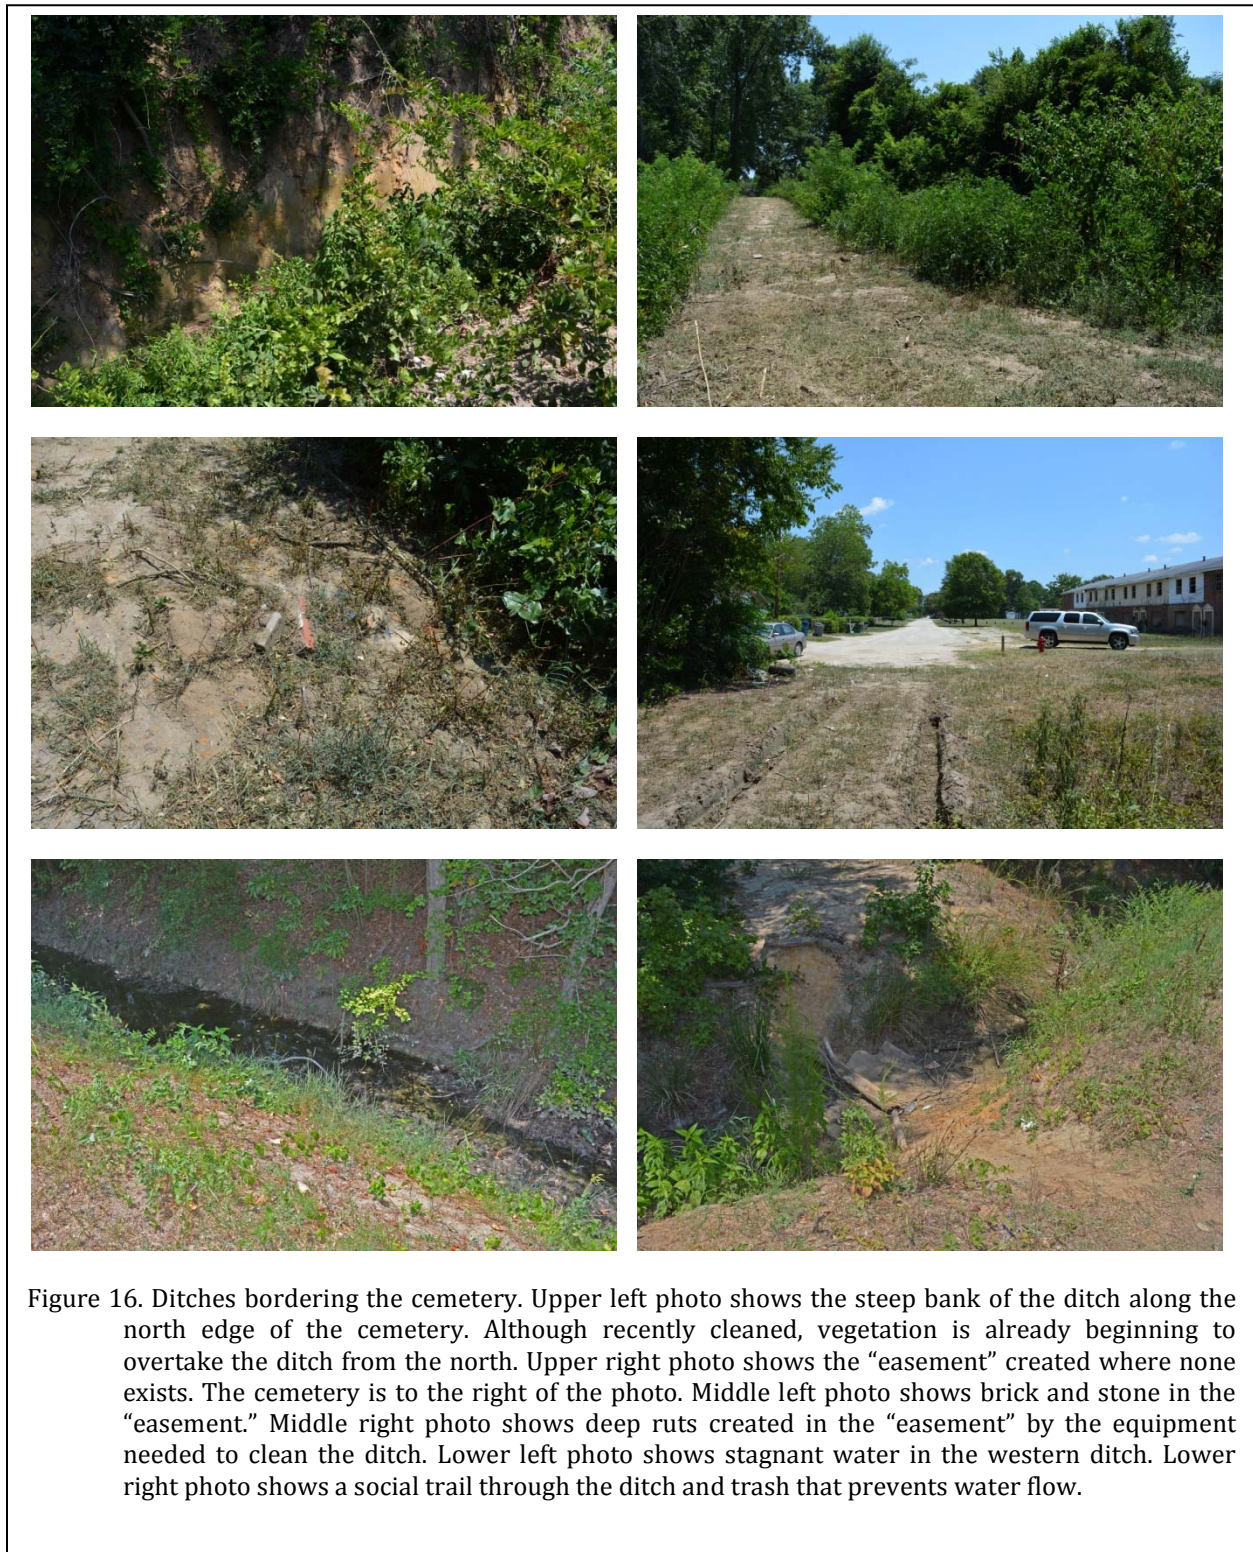 Figure 16. Ditches bordering the cemetery. Upper left photo shows the steep bank of the ditch along the
north edge of the cemetery. Although recently cleaned, vegetation is already beginning to
overtake the ditch from the north. Upper right photo shows the “easement” created where none
exists. The cemetery is to the right of the photo. Middle left photo shows brick and stone in the
“easement.” Middle right photo shows deep ruts created in the “easement” by the equipment
needed to clean the ditch. Lower left photo shows stagnant water in the western ditch. Lower
right photo shows a social trail through the ditch and trash that prevents water flow.